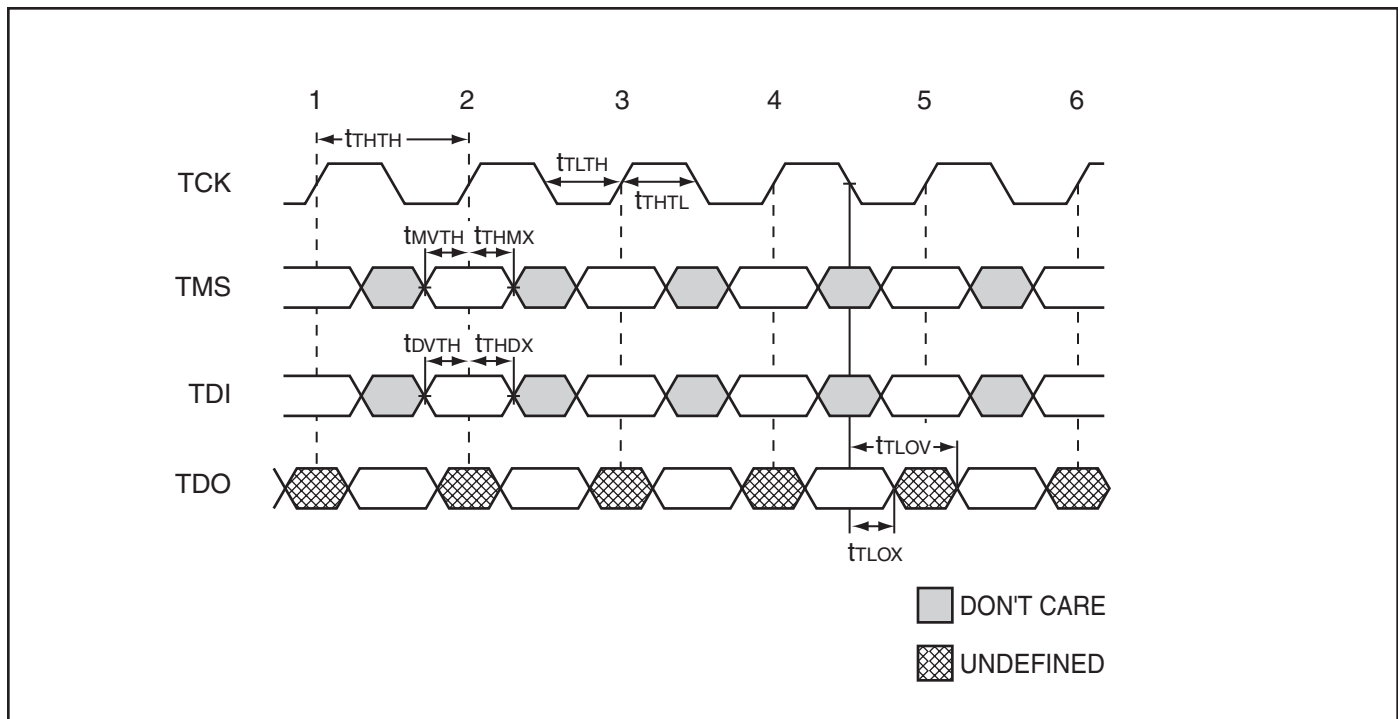 1 2 3 4 5 6
tTHTH
TCK
tTLTH
tTHTL
tMVTH tTHMX
TMS
tDVTH tTHDX
TDI
tTLOV
TDO
tTLOX
DON'T CARE
UNDEFINED